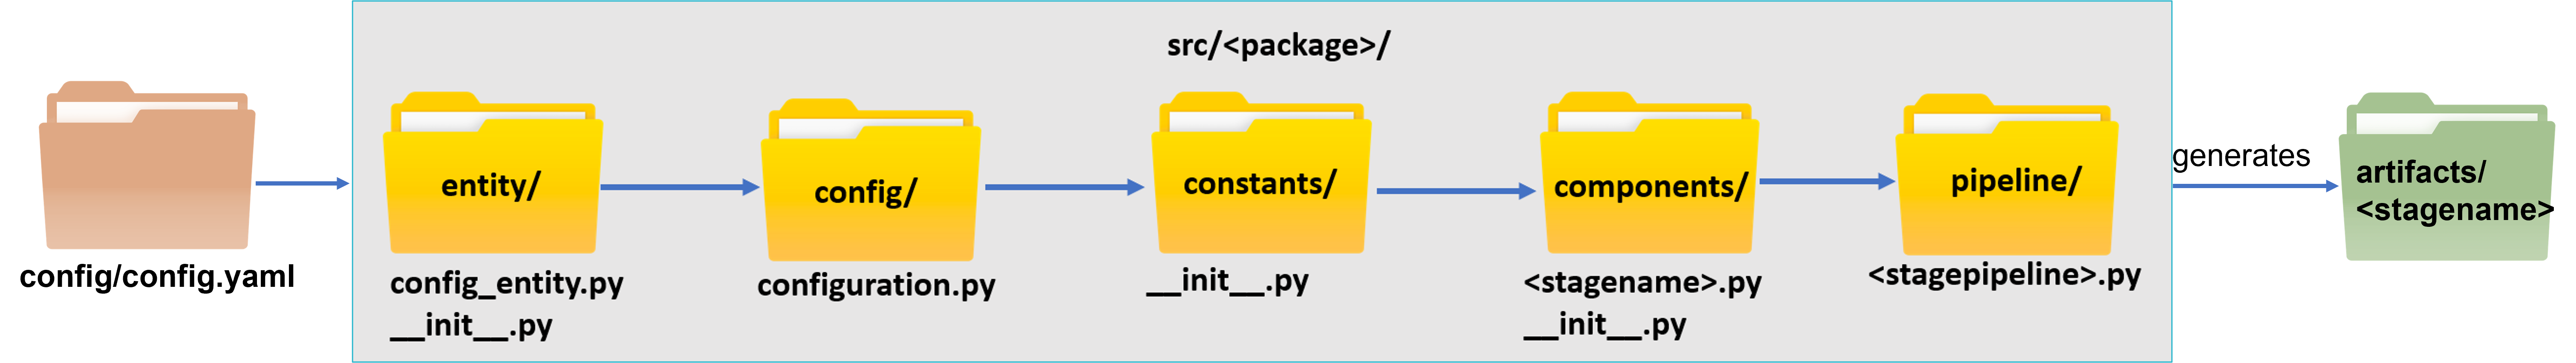 src/<package>/
config/config.yaml
entity/
config_entity.py
__init__.py
config/
configuration.py
constants/
__init__.py
components/
<stagename>.py
__init__.py
pipeline/
<stagepipeline>.py
generates
artifacts/
<stagename>